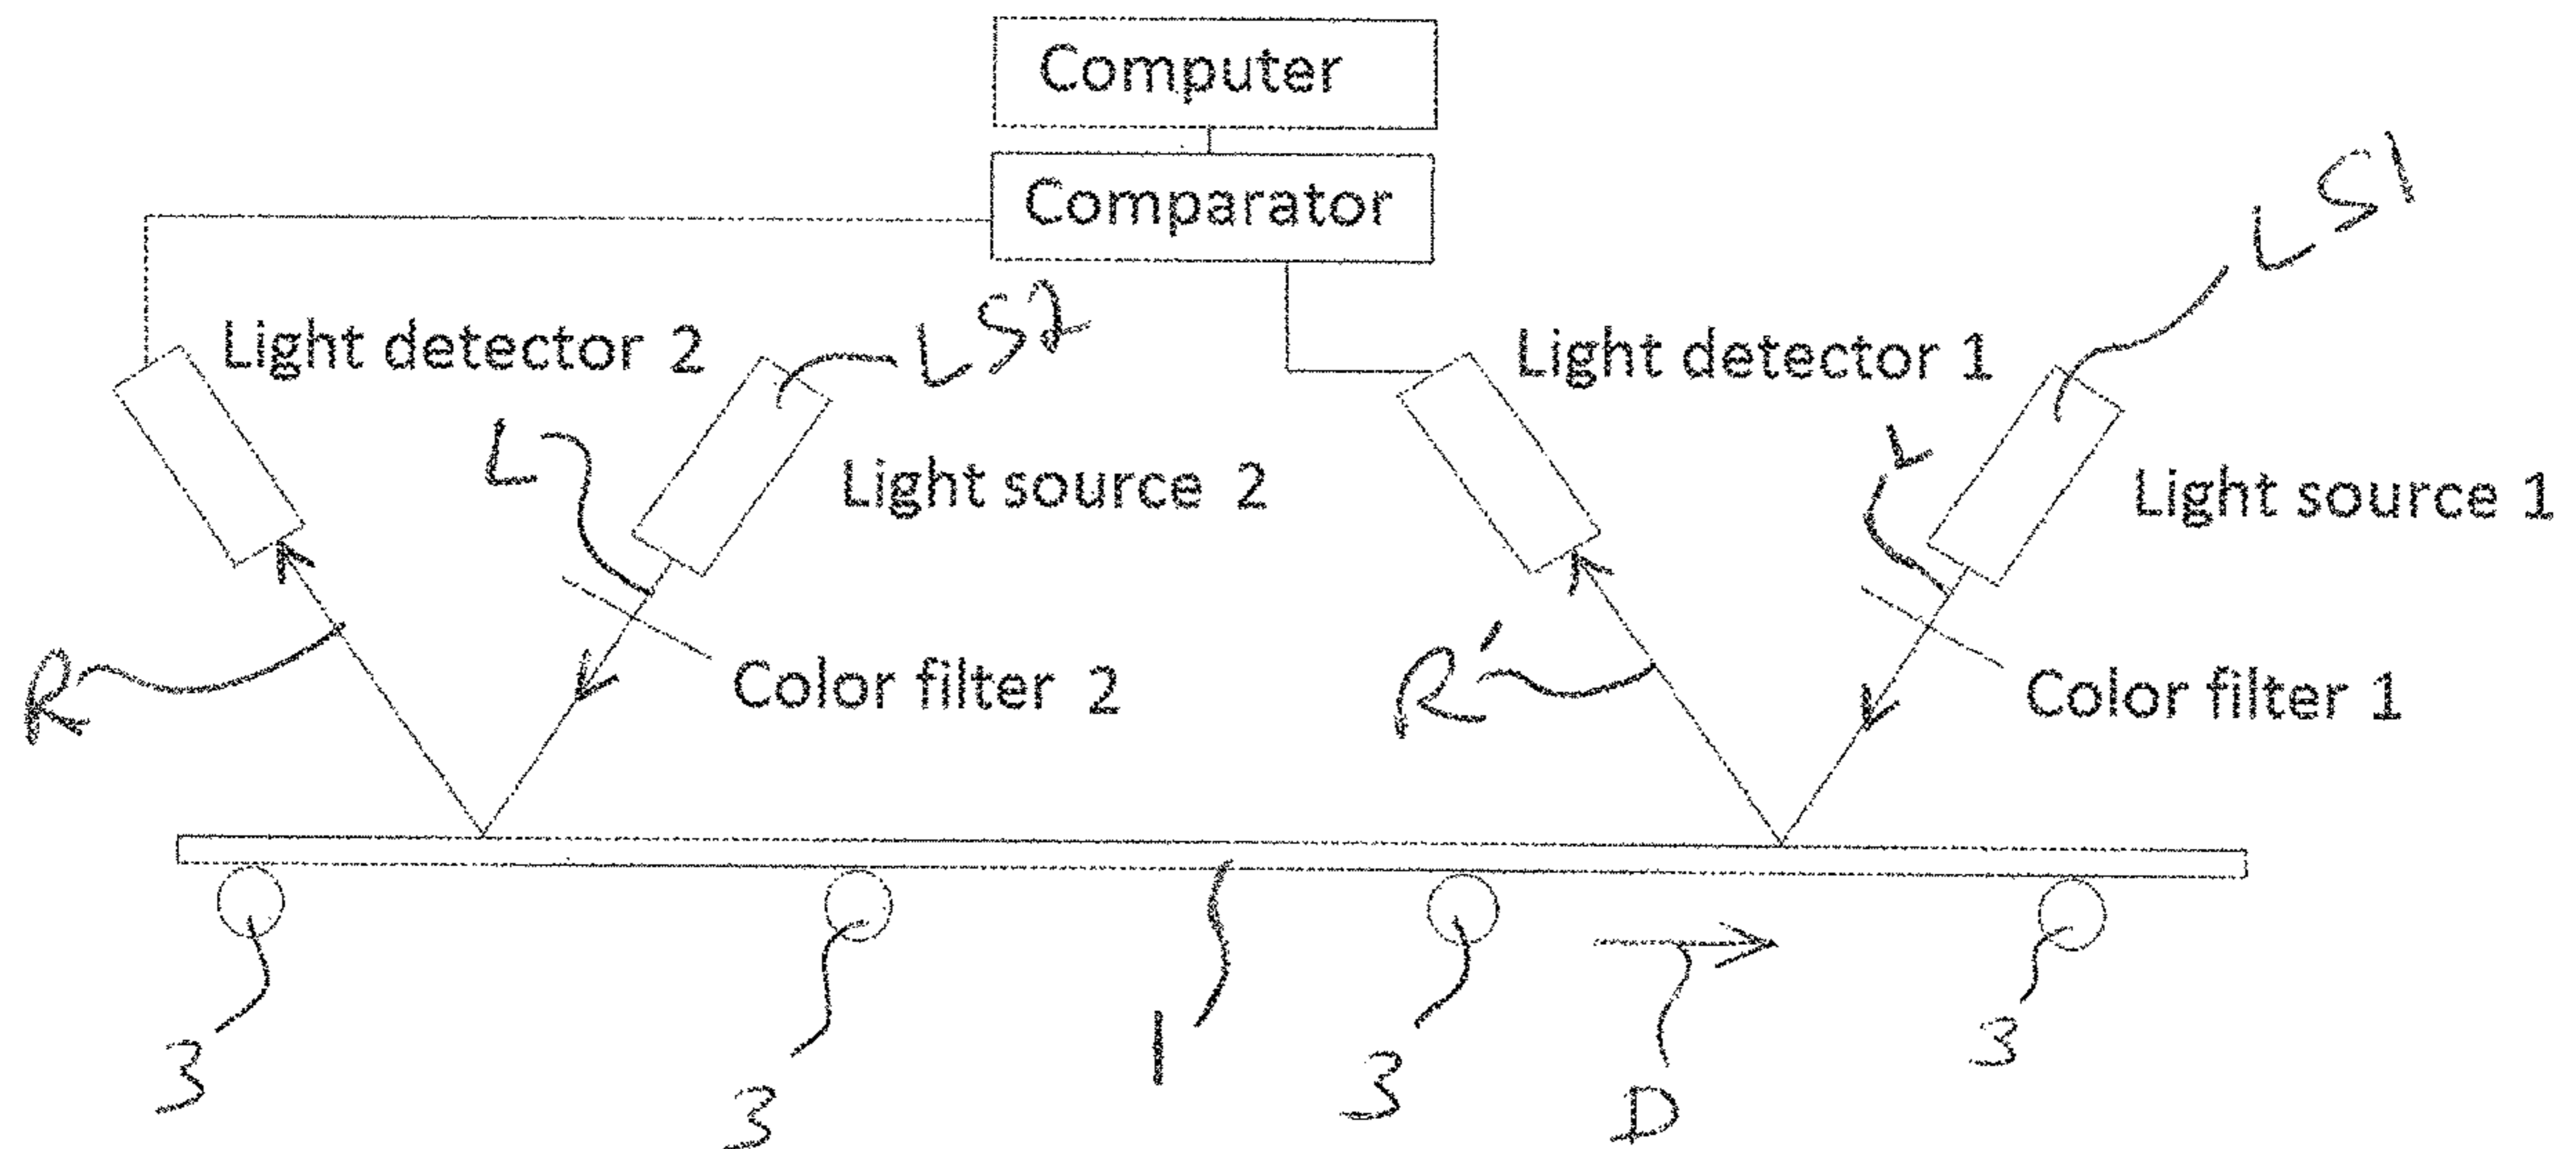 Computer
Comparator
LS1
LS2
Light detector 2
Light detector 1
L
L
Light source 2
Light source 1
R
R'
Color filter 2
Color filter 1
3
3
1
3
D
3